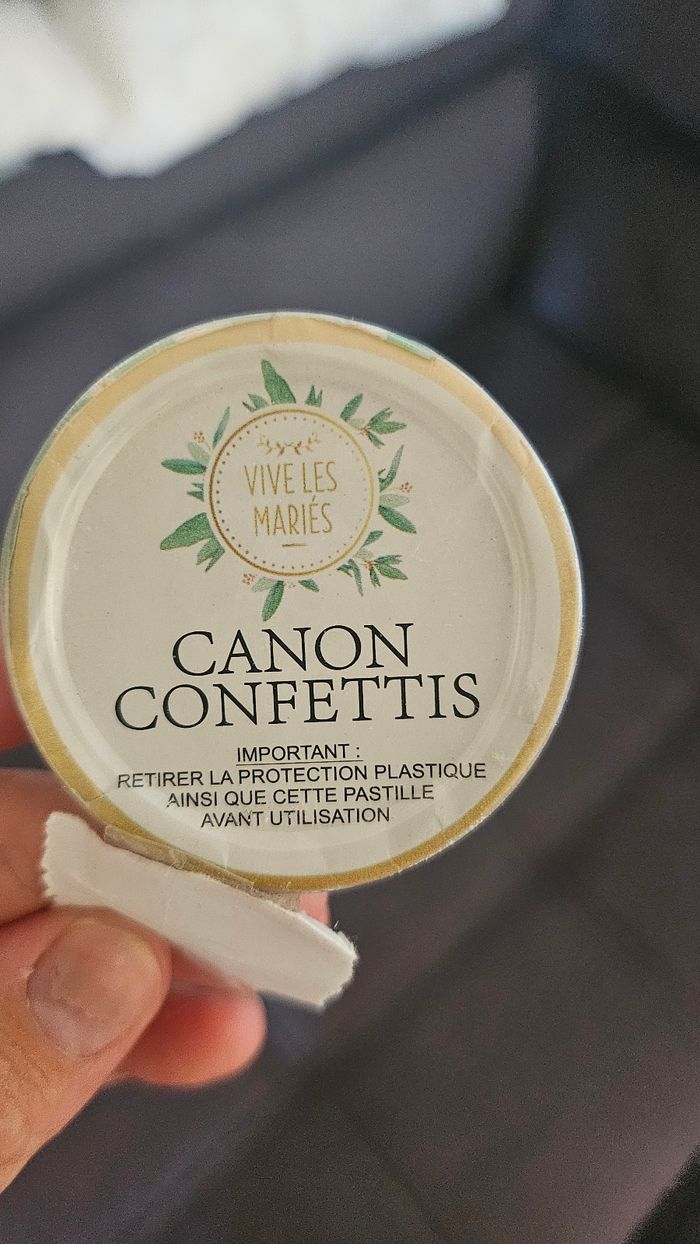 VIVE LES
MARIÉS
CANON
CONFETTIS
IMPORTANT :
RETIRER LA PROTECTION PLASTIQUE
AINSI QUE CETTE PASTILLE
AVANT UTILISATION